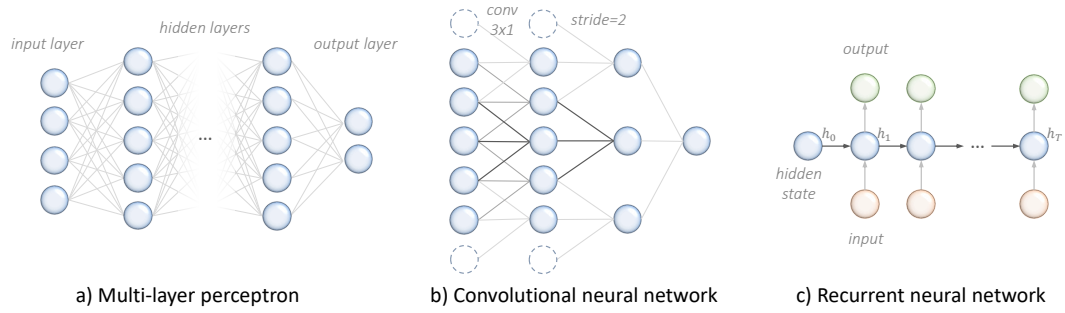 input layer
hidden layers
output layer
...
a) Multi-layer perceptron
conv
3x1
stride=2
b) Convolutional neural network
output
h₀
h₁
...
h_T
hidden
state
input
c) Recurrent neural network